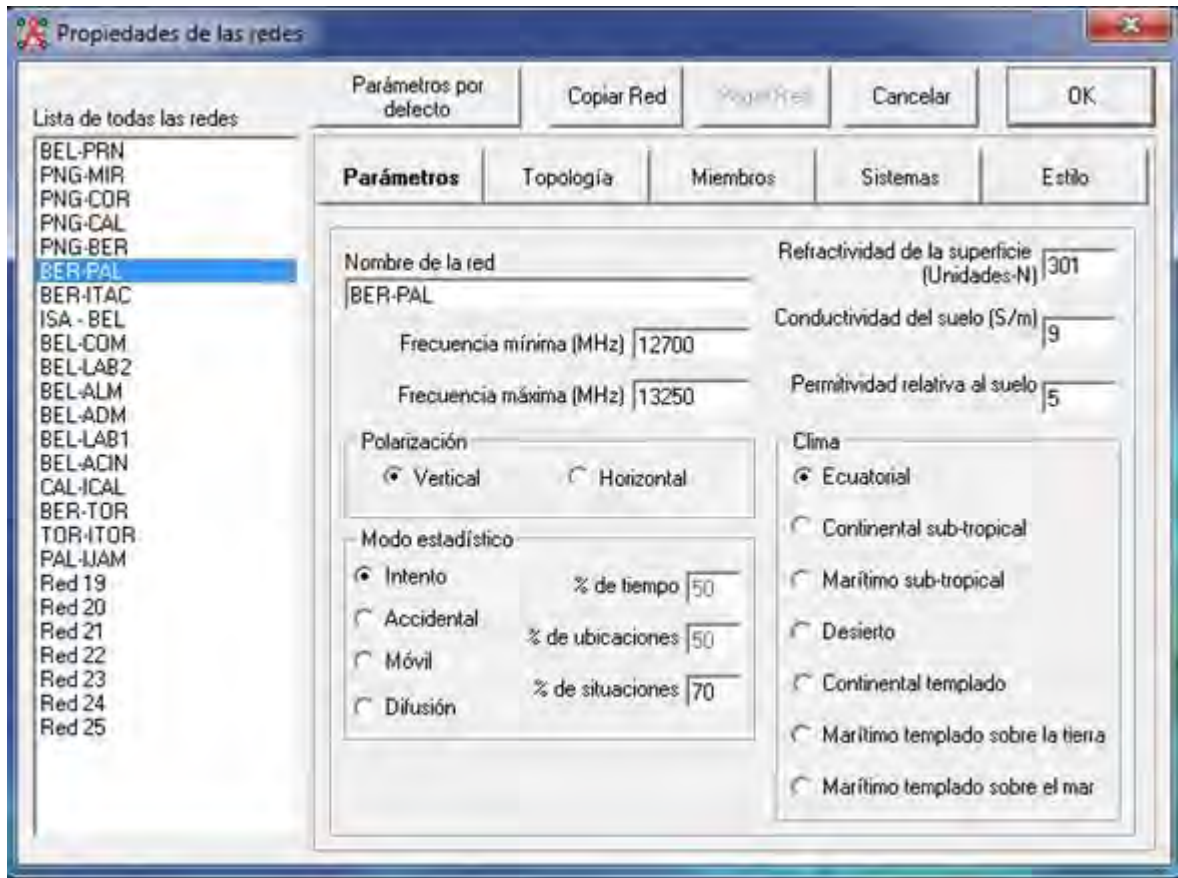 Propiedades de las redes
Lista de todas las redes
BEL-PRN
PNG-MIR
PNG-COR
PNG-CAL
PNG-BER
BER-PAL
BER-ITAC
ISA - BEL
BEL-COM
BEL-LAB2
BEL-ALM
BEL-ADM
BEL-LAB1
BEL-ACIN
CAL-ICAL
BER-TOR
TOR-ITOR
PAL-IJAM
Red 19
Red 20
Red 21
Red 22
Red 23
Red 24
Red 25
Parámetros por
defecto
Copiar Red
Cancelar
OK
Parámetros
Topología
Miembros
Sistemas
Estilo
Nombre de la red
BER-PAL
Frecuencia mínima (MHz) 12700
Frecuencia máxima (MHz) 13250
Refractividad de la superficie
(Unidades-N) 301
Conductividad del suelo (S/m) 9
Permitividad relativa al suelo 5
Polarización
Vertical
Horizontal
Modo estadístico
Intento
Accidental
Móvil
Difusión
% de tiempo 50
% de ubicaciones 50
% de situaciones 70
Clima
Ecuatorial
Continental sub-tropical
Marítimo sub-tropical
Desierto
Continental templado
Marítimo templado sobre la tierra
Marítimo templado sobre el mar